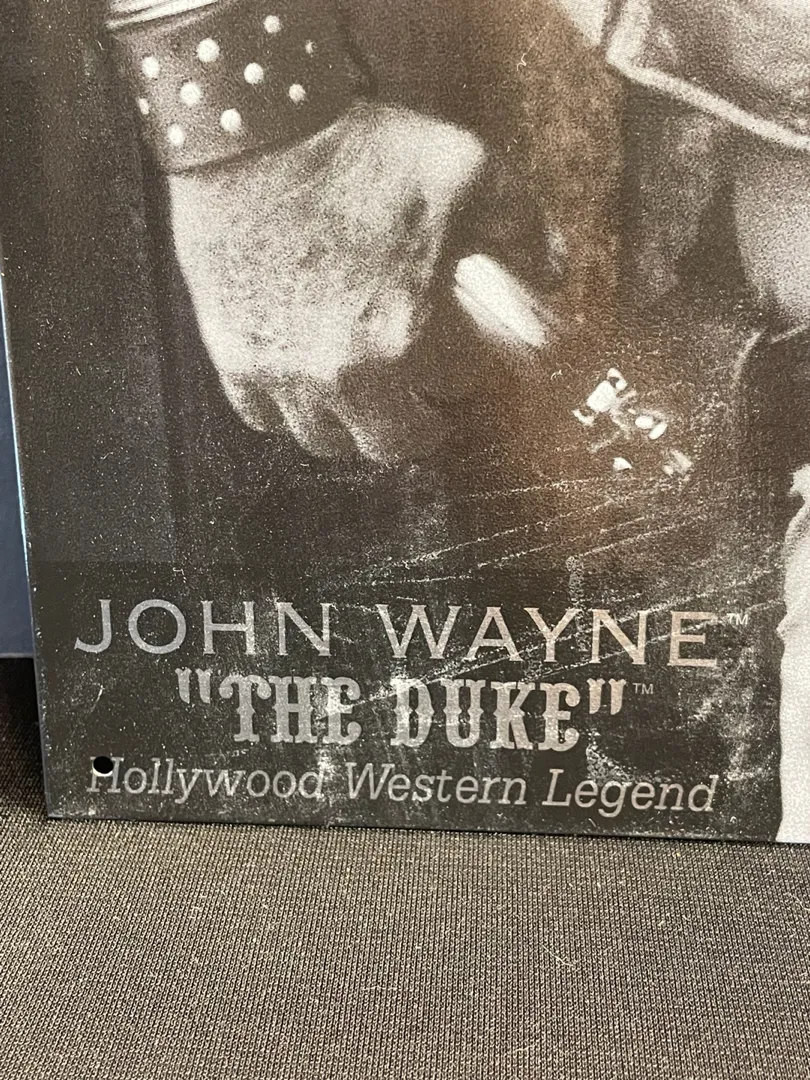 JOHN WAYNE™
"THE DUKE"™
Hollywood Western Legend